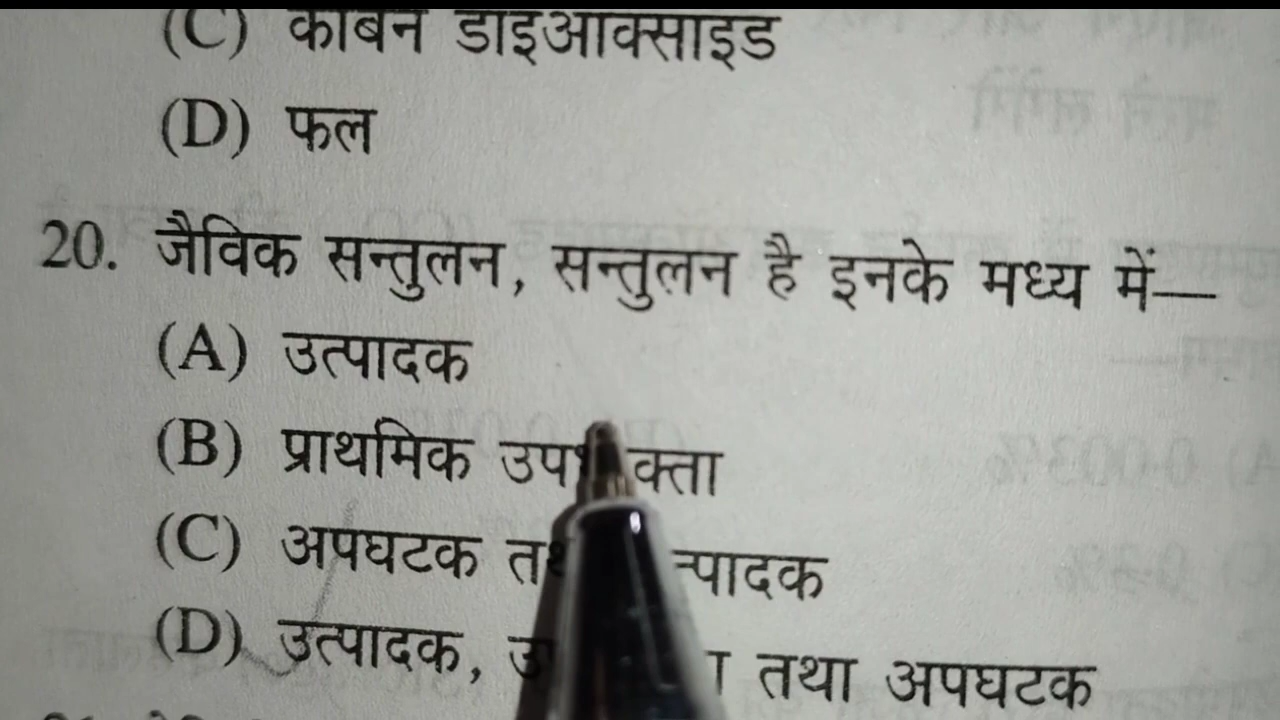 (C) कार्बन डाइआक्साइड
(D) फल
20. जैविक सन्तुलन, सन्तुलन है इनके मध्य में—
(A) उत्पादक
(B) प्राथमिक
(C) अपघटक
(D) उत्पादक, तथा अपघटक